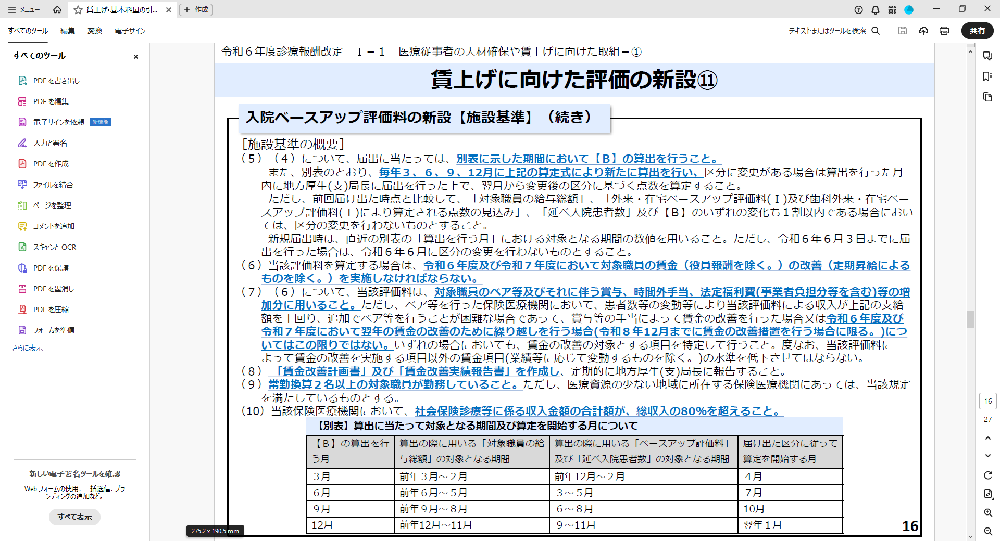 メニュー
賃上げ・基本料量の引...
作成
すべてのツール
編集
変換
電子サイン
テキストまたはツールを検索
共有
すべてのツール
PDF を書き出し
PDF を編集
電子サインを依頼 新機能
入力と署名
PDF を作成
ファイルを結合
ページを整理
コメントを追加
スキャンと OCR
PDF を保護
PDF を墨消し
PDF を圧縮
フォームを準備
さらに表示
新しい電子署名ツールを確認
Web フォームの使用、一括送信、ブラ
ンディングの追加など。
すべて表示
令和６年度診療報酬改定　Ⅰ－１　医療従事者の人材確保や賃上げに向けた取組－①
賃上げに向けた評価の新設⑪
入院ベースアップ評価料の新設【施設基準】（続き）
［施設基準の概要］
（５）（４）について、届出に当たっては、別表に示した期間において【Ｂ】の算出を行うこと。
また、別表のとおり、毎年３、６、９、12月に上記の算定式により新たに算出を行い、区分に変更がある場合は算出を行った月
内に地方厚生(支)局長に届出を行った上で、翌月から変更後の区分に基づく点数を算定すること。
ただし、前回届け出た時点と比較して、「対象職員の給与総額」、「外来・在宅ベースアップ評価料(Ⅰ)及び歯科外来・在宅ベー
スアップ評価料(Ⅰ)により算定される点数の見込み」、「延べ入院患者数」及び【Ｂ】のいずれの変化も１割以内である場合におい
ては、区分の変更を行わないものとすること。
新規届出時は、直近の別表の「算出を行う月」における対象となる期間の数値を用いること。ただし、令和６年６月３日までに届
出を行った場合は、令和６年６月に区分の変更を行わないものとすること。
（６）当該評価料を算定する場合は、令和６年度及び令和７年度において対象職員の賃金（役員報酬を除く。）の改善（定期昇給による
ものを除く。）を実施しなければならない。
（７）（６）について、当該評価料は、対象職員のベア等及びそれに伴う賞与、時間外手当、法定福利費(事業者負担分等を含む)等の増
加分に用いること。ただし、ベア等を行った保険医療機関において、患者数等の変動等により当該評価料による収入が上記の支給
額を上回り、追加でベア等を行うことが困難な場合であって、賞与等の手当によって賃金の改善を行った場合又は令和６年度及び
令和７年度において翌年の賃金の改善のために繰り越しを行う場合(令和８年12月までに賃金の改善措置を行う場合に限る。)につ
いてはこの限りではない。いずれの場合においても、賃金の改善の対象とする項目を特定して行うこと。度なお、当該評価料に
よって賃金の改善を実施する項目以外の賃金項目(業績等に応じて変動するものを除く。)の水準を低下させてはならない。
（８）「賃金改善計画書」及び「賃金改善実績報告書」を作成し、定期的に地方厚生(支)局長に報告すること。
（９）常勤換算２名以上の対象職員が勤務していること。ただし、医療資源の少ない地域に所在する保険医療機関にあっては、当該規定
を満たしているものとする。
（10）当該保険医療機関において、社会保険診療等に係る収入金額の合計額が、総収入の80％を超えること。
【別表】算出に当たって対象となる期間及び算定を開始する月について
【Ｂ】の算出を行
う月
算出の際に用いる「対象職員の給
与総額」の対象となる期間
算出の際に用いる「ベースアップ評価料」
及び「延べ入院患者数」の対象となる期間
届け出た区分に従って
算定を開始する月
３月 前年３月～２月 前年12月～２月 ４月
６月 前年６月～５月 ３～５月 ７月
９月 前年９月～８月 ６～８月 10月
12月 前年12月～11月 ９～11月 翌年１月
16
275.2 x 190.5 mm
16
27